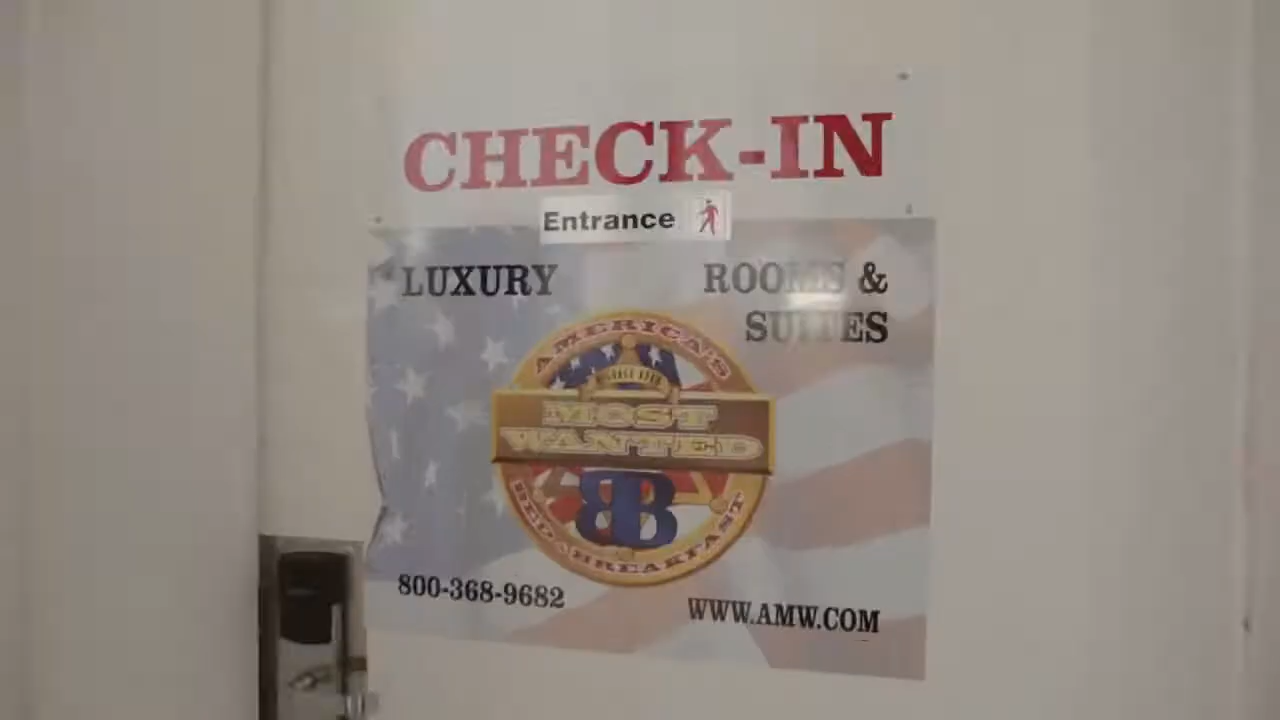 CHECK-IN
Entrance
LUXURY
ROOMS &
SUITES
AMERICA'S
MOST
WANTED
BB
BED & BREAKFAST
800-368-9682
WWW.AMW.COM